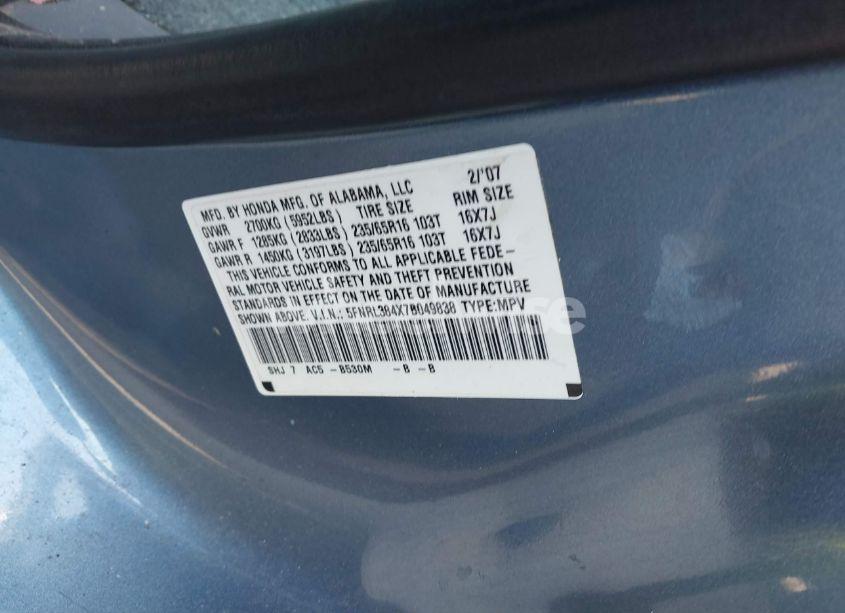 MFD. BY HONDA MFG. OF ALABAMA, LLC 2/'07
GVWR 2700KG (5952LBS) TIRE SIZE RIM SIZE
GAWR F 1285KG (2833LBS) 235/65R16 103T 16X7J
GAWR R 1450KG (3197LBS) 235/65R16 103T 16X7J
THIS VEHICLE CONFORMS TO ALL APPLICABLE FEDE-
RAL MOTOR VEHICLE SAFETY AND THEFT PREVENTION
STANDARDS IN EFFECT ON THE DATE OF MANUFACTURE
SHOWN ABOVE. V.I.N.: 5FNRL384X7B049838 TYPE:MPV
SHJ 7 AC5 -B530M -B -B